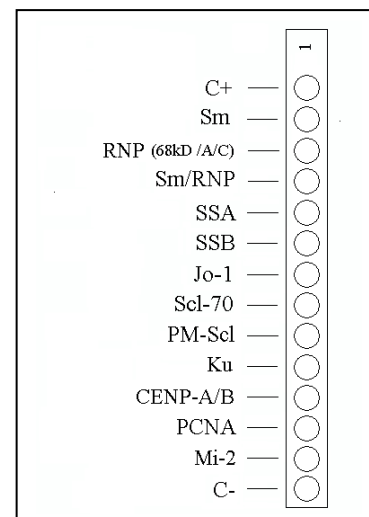 1
C+
Sm
RNP (68kD /A/C)
Sm/RNP
SSA
SSB
Jo-1
Scl-70
PM-Scl
Ku
CENP-A/B
PCNA
Mi-2
C-